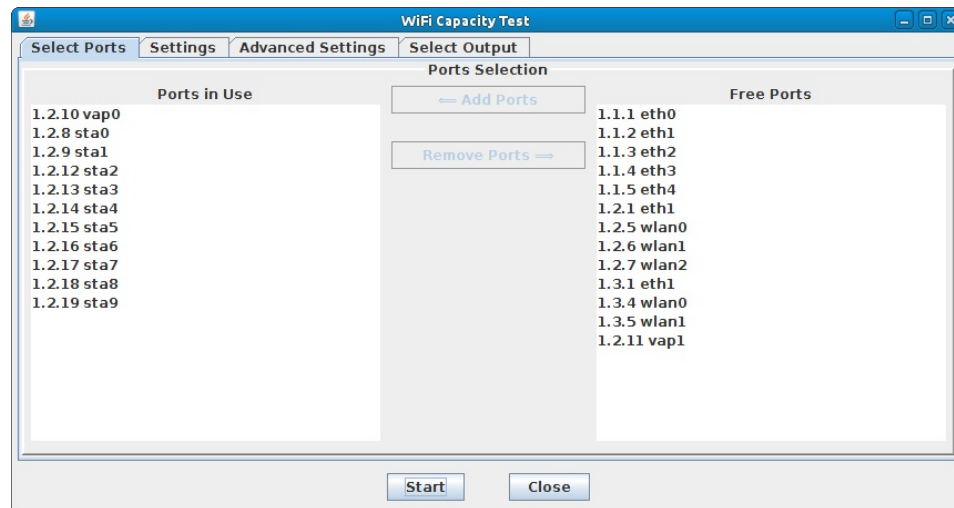 WiFi Capacity Test
Select Ports Settings Advanced Settings Select Output
Ports Selection
Ports in Use
1.2.10 vap0
1.2.8 sta0
1.2.9 sta1
1.2.12 sta2
1.2.13 sta3
1.2.14 sta4
1.2.15 sta5
1.2.16 sta6
1.2.17 sta7
1.2.18 sta8
1.2.19 sta9
⇐ Add Ports
Remove Ports ⇒
Free Ports
1.1.1 eth0
1.1.2 eth1
1.1.3 eth2
1.1.4 eth3
1.1.5 eth4
1.2.1 eth1
1.2.5 wlan0
1.2.6 wlan1
1.2.7 wlan2
1.3.1 eth1
1.3.4 wlan0
1.3.5 wlan1
1.2.11 vap1
Start Close